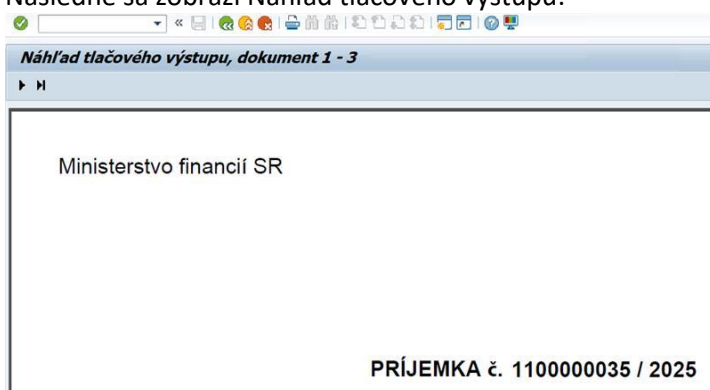 Následne sa zobrazí Náhľad tlačového výstupu:
Náhľad tlačového výstupu, dokument 1 - 3
Ministerstvo financií SR
PRÍJEMKA č. 1100000035 / 2025